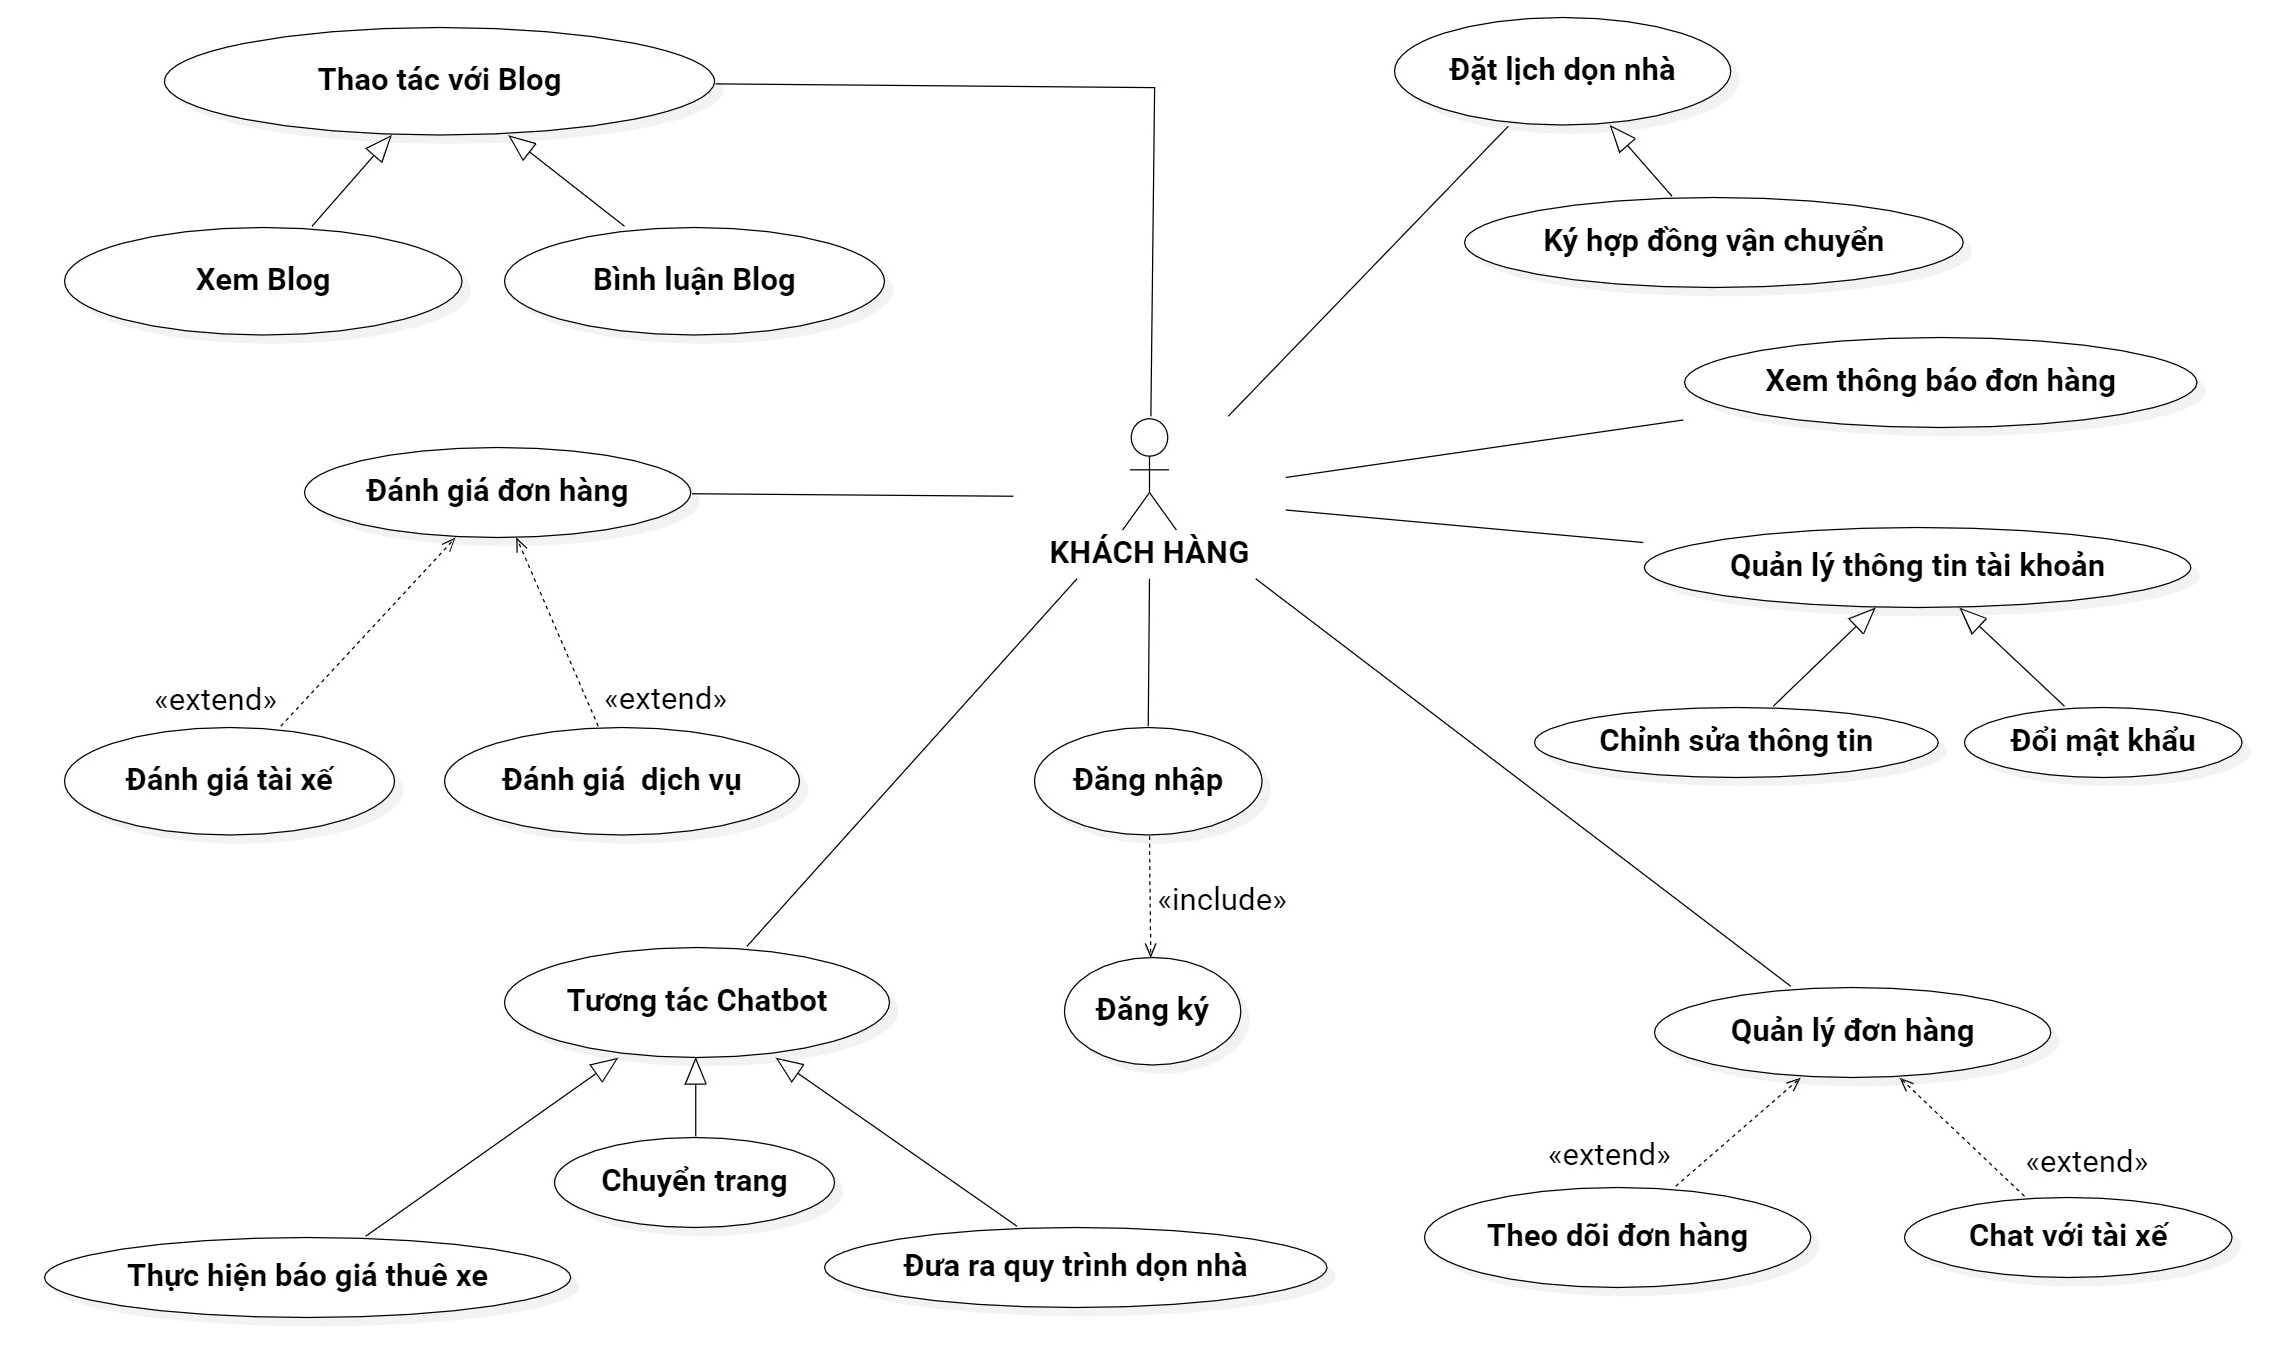 Thao tác với Blog
Đặt lịch dọn nhà
Xem Blog
Bình luận Blog
Ký hợp đồng vận chuyển
Xem thông báo đơn hàng
Đánh giá đơn hàng
KHÁCH HÀNG
Quản lý thông tin tài khoản
«extend»
«extend»
Đánh giá tài xế
Đánh giá  dịch vụ
Đăng nhập
Chỉnh sửa thông tin
Đổi mật khẩu
«include»
Tương tác Chatbot
Đăng ký
Quản lý đơn hàng
«extend»
«extend»
Chuyển trang
Thực hiện báo giá thuê xe
Đưa ra quy trình dọn nhà
Theo dõi đơn hàng
Chat với tài xế